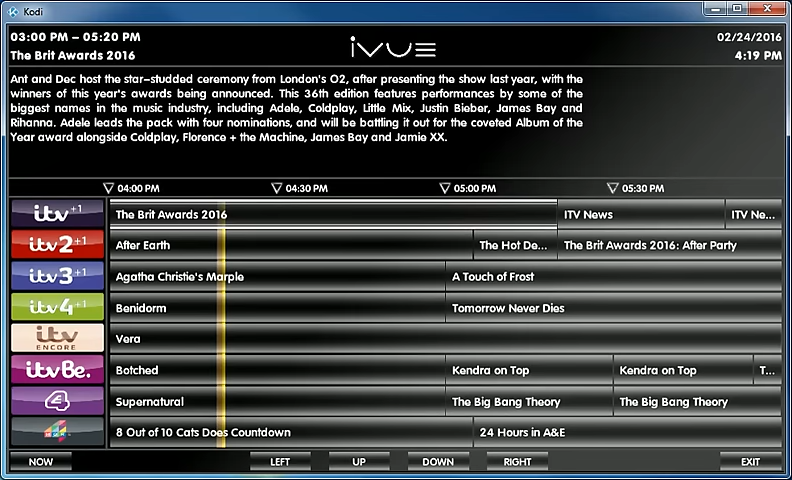 Kodi
03:00 PM – 05:20 PM
The Brit Awards 2016
iVUE
02/24/2016
4:19 PM
Ant and Dec host the star-studded ceremony from London's O2, after presenting the show last year, with the
winners of this year's awards being announced. This 36th edition features performances by some of the
biggest names in the music industry, including Adele, Coldplay, Little Mix, Justin Bieber, James Bay and
Rihanna. Adele leads the pack with four nominations, and will be battling it out for the coveted Album of the
Year award alongside Coldplay, Florence + the Machine, James Bay and Jamie XX.
04:00 PM 04:30 PM 05:00 PM 05:30 PM
itv+1 The Brit Awards 2016 ITV News ITV Ne...
itv2+1 After Earth The Hot De... The Brit Awards 2016: After Party
itv3+1 Agatha Christie's Marple A Touch of Frost
itv4+1 Benidorm Tomorrow Never Dies
itv ENCORE Vera
itvBe. Botched Kendra on Top Kendra on Top T...
4 Supernatural The Big Bang Theory The Big Bang Theory
4 8 Out of 10 Cats Does Countdown 24 Hours in A&E
NOW LEFT UP DOWN RIGHT EXIT